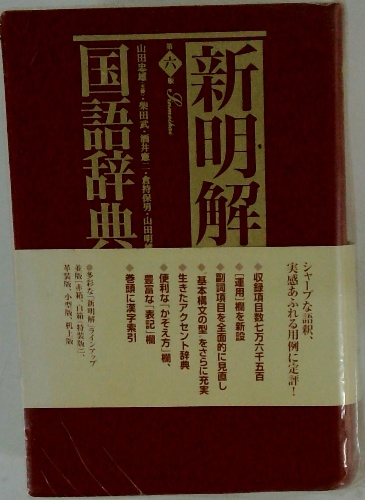 新明解
国語辞典
第六版
Sanseido
山田忠雄 主幹・柴田武・酒井憲二・倉持保男・山田明雄
シャープな語釈、
実感あふれる用例に定評!
◆収録項目数七万六千五百
◆「運用」欄を新設
◆副詞項目を全面的に見直し
◆“基本構文の型”をさらに充実
◆生きたアクセント辞典
◆便利な「かぞえ方」欄、
豊富な「表記」欄
◆巻頭に漢字索引
◆多彩な「新明解」ラインアップ
並版「赤箱、白箱、特装版」、
革装版、小型版、机上版